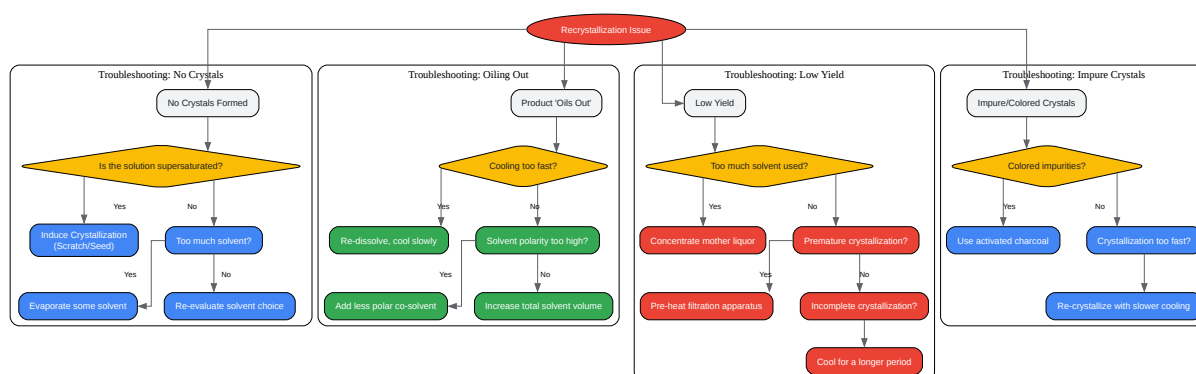 Recrystallization Issue
Troubleshooting: No Crystals
No Crystals Formed
Is the solution supersaturated?
Yes
No
Induce Crystallization
(Scratch/Seed)
Too much solvent?
Yes
No
Evaporate some solvent
Re-evaluate solvent choice
Troubleshooting: Oiling Out
Product 'Oils Out'
Cooling too fast?
Yes
No
Re-dissolve, cool slowly
Solvent polarity too high?
Yes
No
Add less polar co-solvent
Increase total solvent volume
Troubleshooting: Low Yield
Low Yield
Too much solvent used?
Yes
No
Concentrate mother liquor
Premature crystallization?
Yes
No
Pre-heat filtration apparatus
Incomplete crystallization?
Cool for a longer period
Troubleshooting: Impure Crystals
Impure/Colored Crystals
Colored impurities?
Yes
No
Use activated charcoal
Crystallization too fast?
Re-crystallize with slower cooling